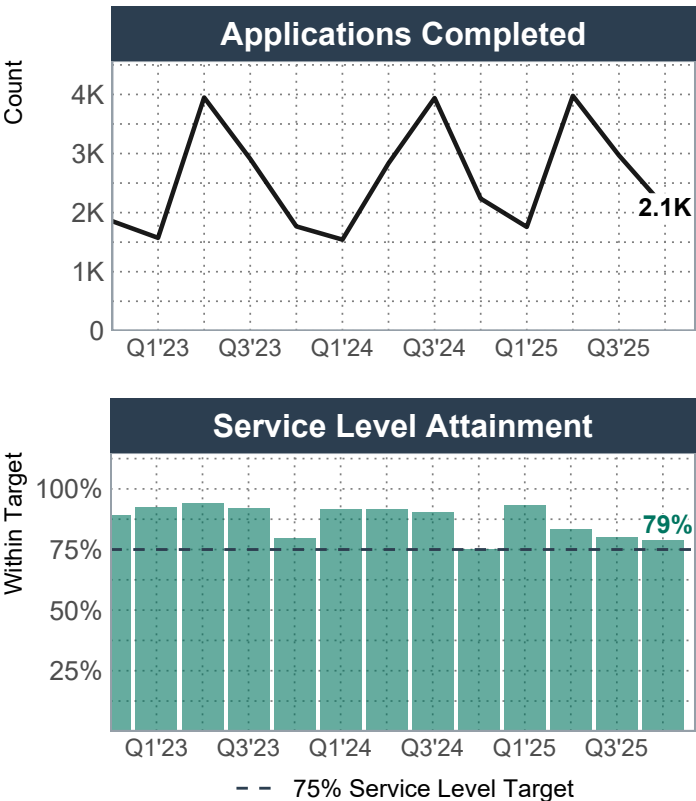 Applications Completed
Count
4K
3K
2K
1K
0
2.1K
Q1'23 Q3'23 Q1'24 Q3'24 Q1'25 Q3'25
Service Level Attainment
Within Target
100%
75%
50%
25%
79%
Q1'23 Q3'23 Q1'24 Q3'24 Q1'25 Q3'25
75% Service Level Target